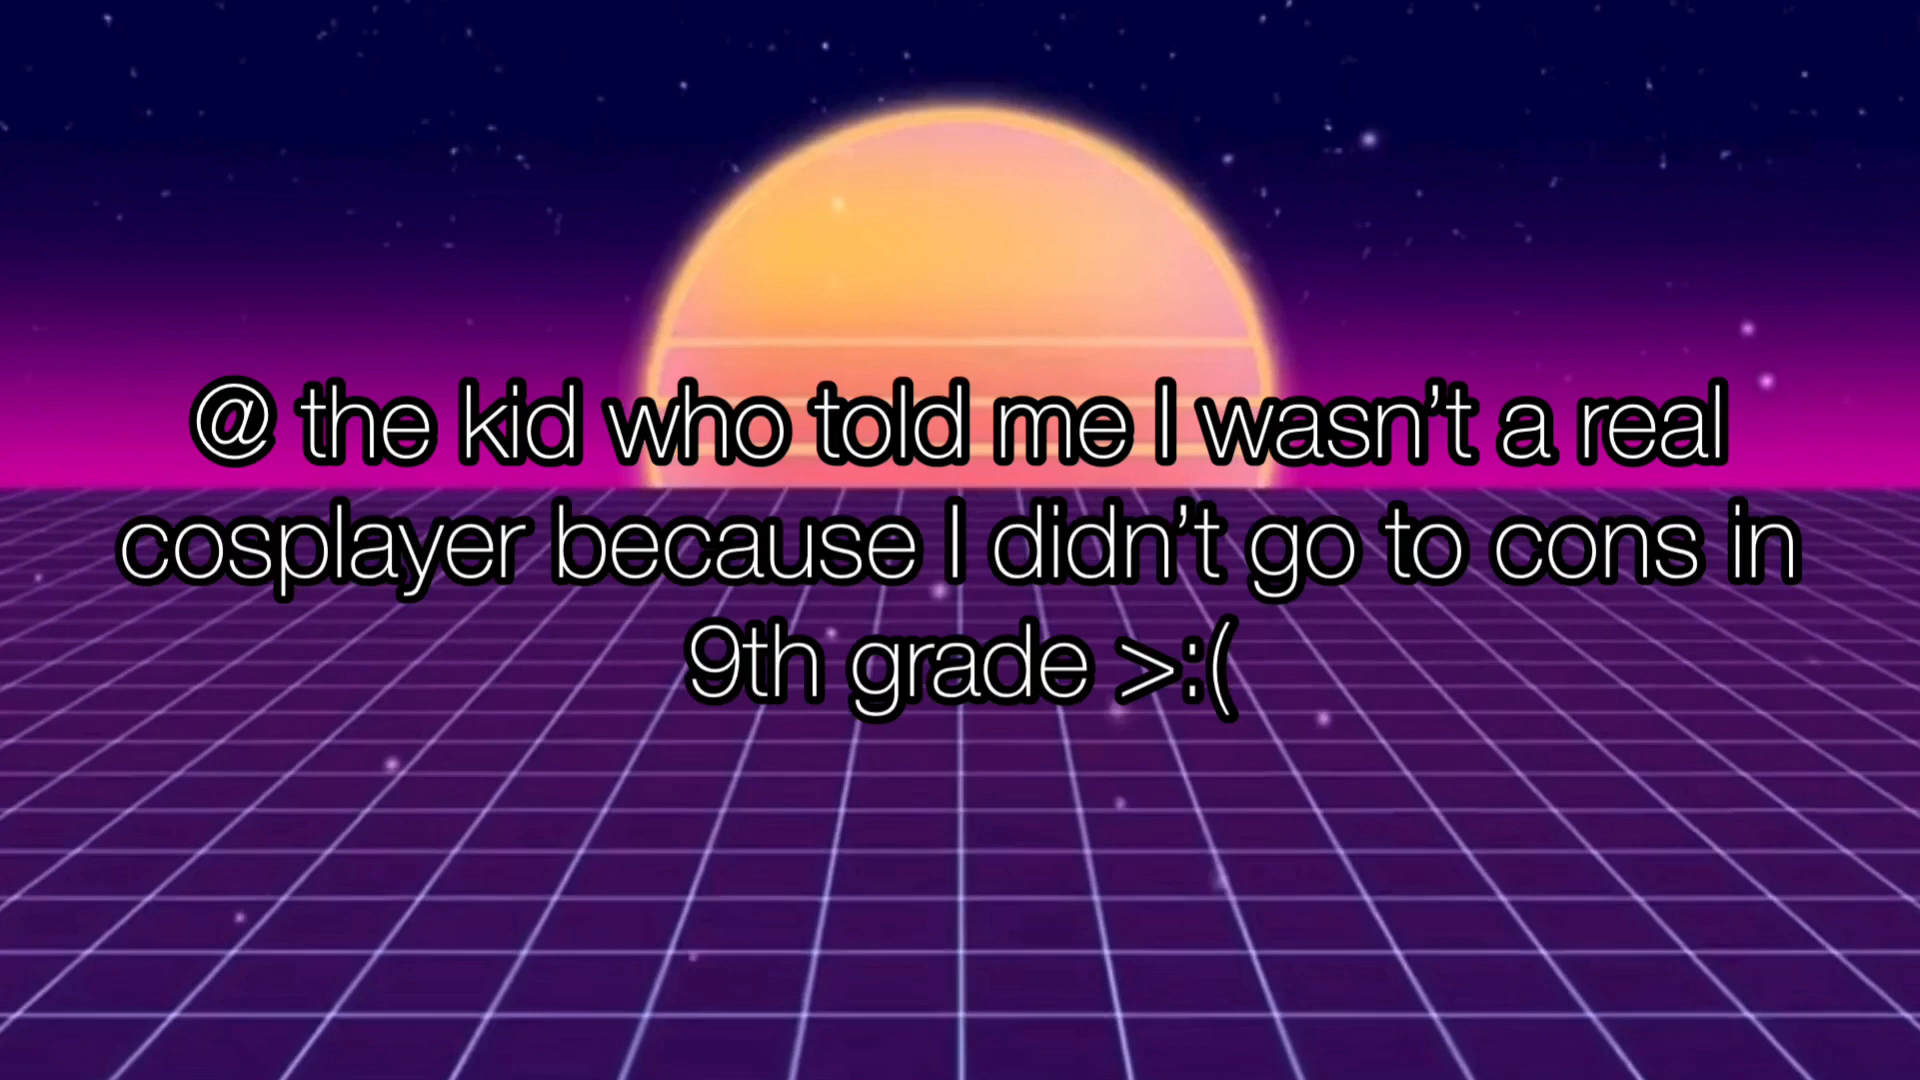 @ the kid who told me I wasn’t a real
cosplayer because I didn’t go to cons in
9th grade >:(